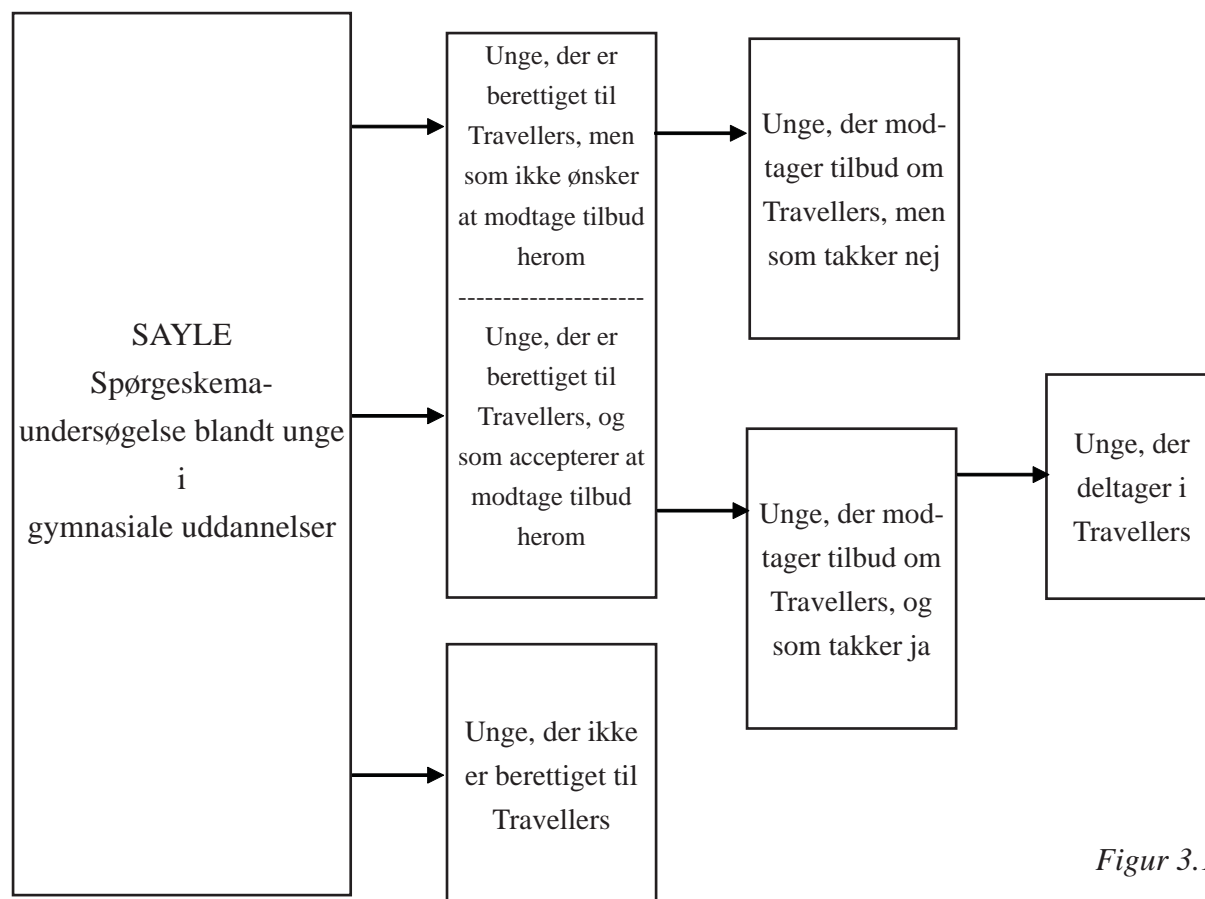 SAYLE
Spørgeskema-
undersøgelse blandt unge
i
gymnasiale uddannelser
Unge, der er
berettiget til
Travellers, men
som ikke ønsker
at modtage tilbud
herom
---------------------
Unge, der er
berettiget til
Travellers, og
som accepterer at
modtage tilbud
herom
Unge, der ikke
er berettiget til
Travellers
Unge, der mod-
tager tilbud om
Travellers, men
som takker nej
Unge, der mod-
tager tilbud om
Travellers, og
som takker ja
Unge, der
deltager i
Travellers
Figur 3.